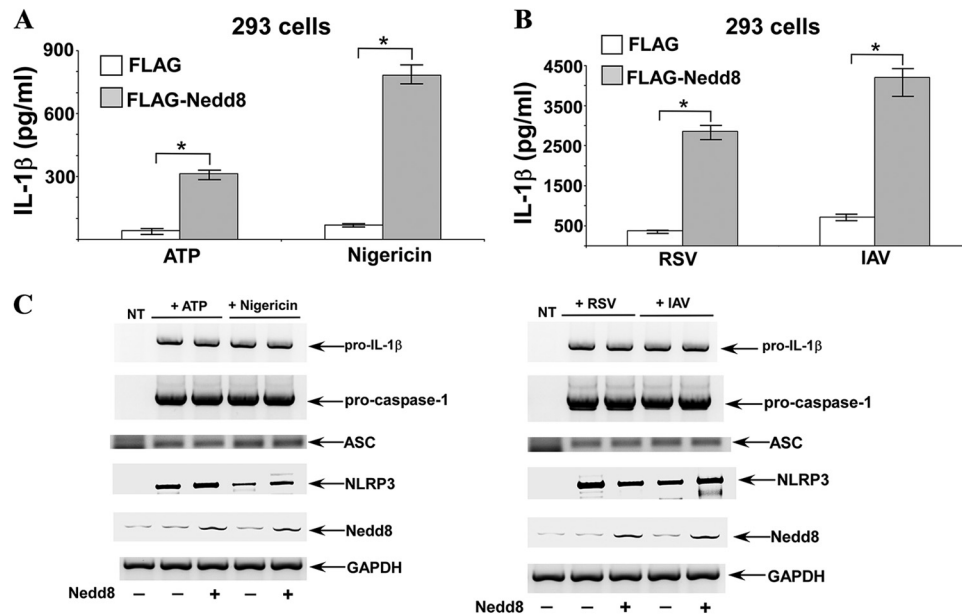 A
293 cells
900
600
300
IL-1β (pg/ml)
FLAG
FLAG-Nedd8
*
*
ATP
Nigericin
B
293 cells
4500
3500
2500
1500
500
IL-1β (pg/ml)
FLAG
FLAG-Nedd8
*
*
RSV
IAV
C
NT
+ ATP
+ Nigericin
pro-IL-1β
pro-caspase-1
ASC
NLRP3
Nedd8
GAPDH
Nedd8 – – + – +
NT
+ RSV
+ IAV
pro-IL-1β
pro-caspase-1
ASC
NLRP3
Nedd8
GAPDH
Nedd8 – – + – +